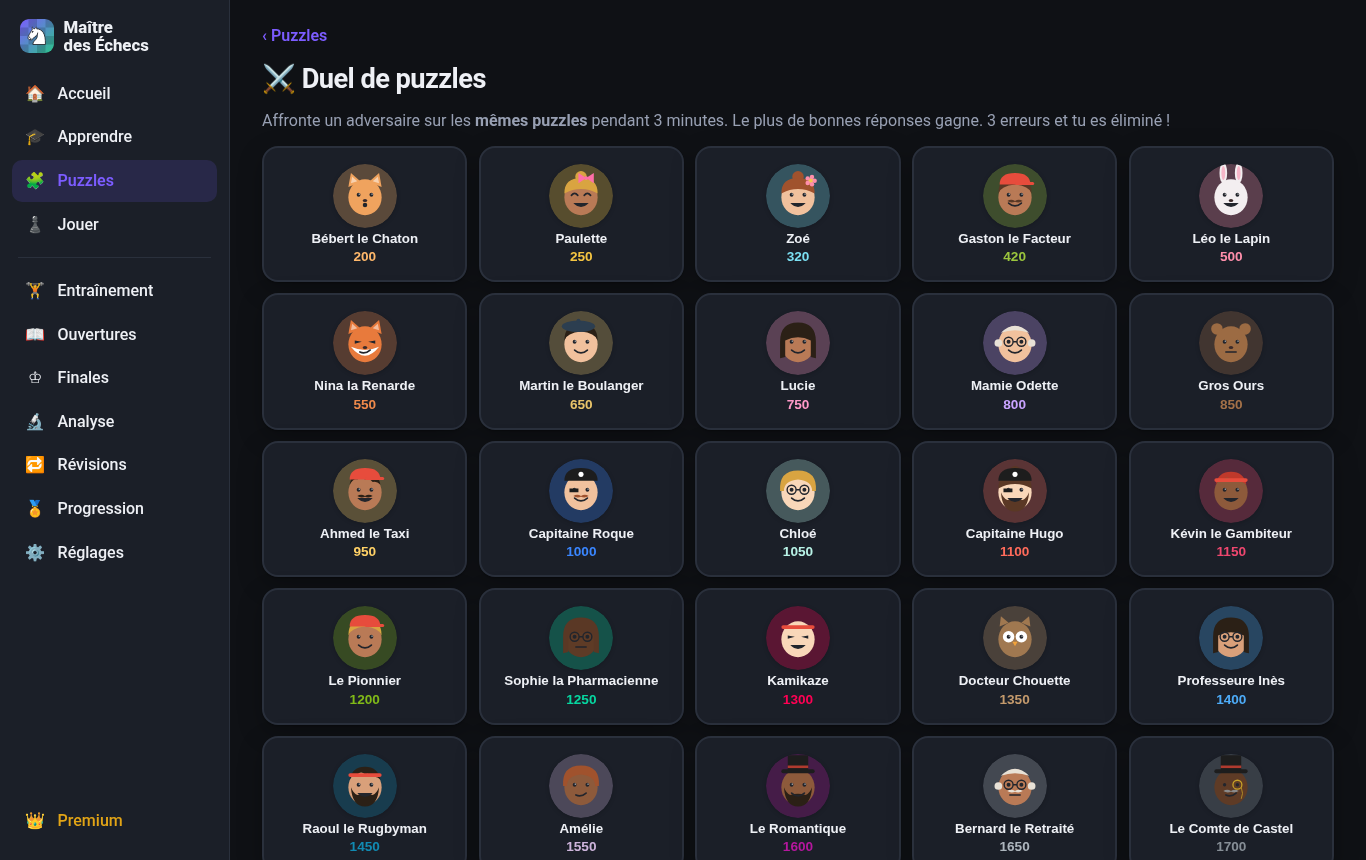 Maître
des Échecs
Accueil
Apprendre
Puzzles
Jouer
Entraînement
Ouvertures
Finales
Analyse
Révisions
Progression
Réglages
Premium
‹ Puzzles
⚔️ Duel de puzzles
Affronte un adversaire sur les mêmes puzzles pendant 3 minutes. Le plus de bonnes réponses gagne. 3 erreurs et tu es éliminé !
Bébert le Chaton
200
Paulette
250
Zoé
320
Gaston le Facteur
420
Léo le Lapin
500
Nina la Renarde
550
Martin le Boulanger
650
Lucie
750
Mamie Odette
800
Gros Ours
850
Ahmed le Taxi
950
Capitaine Roque
1000
Chloé
1050
Capitaine Hugo
1100
Kévin le Gambiteur
1150
Le Pionnier
1200
Sophie la Pharmacienne
1250
Kamikaze
1300
Docteur Chouette
1350
Professeure Inès
1400
Raoul le Rugbyman
1450
Amélie
1550
Le Romantique
1600
Bernard le Retraité
1650
Le Comte de Castel
1700